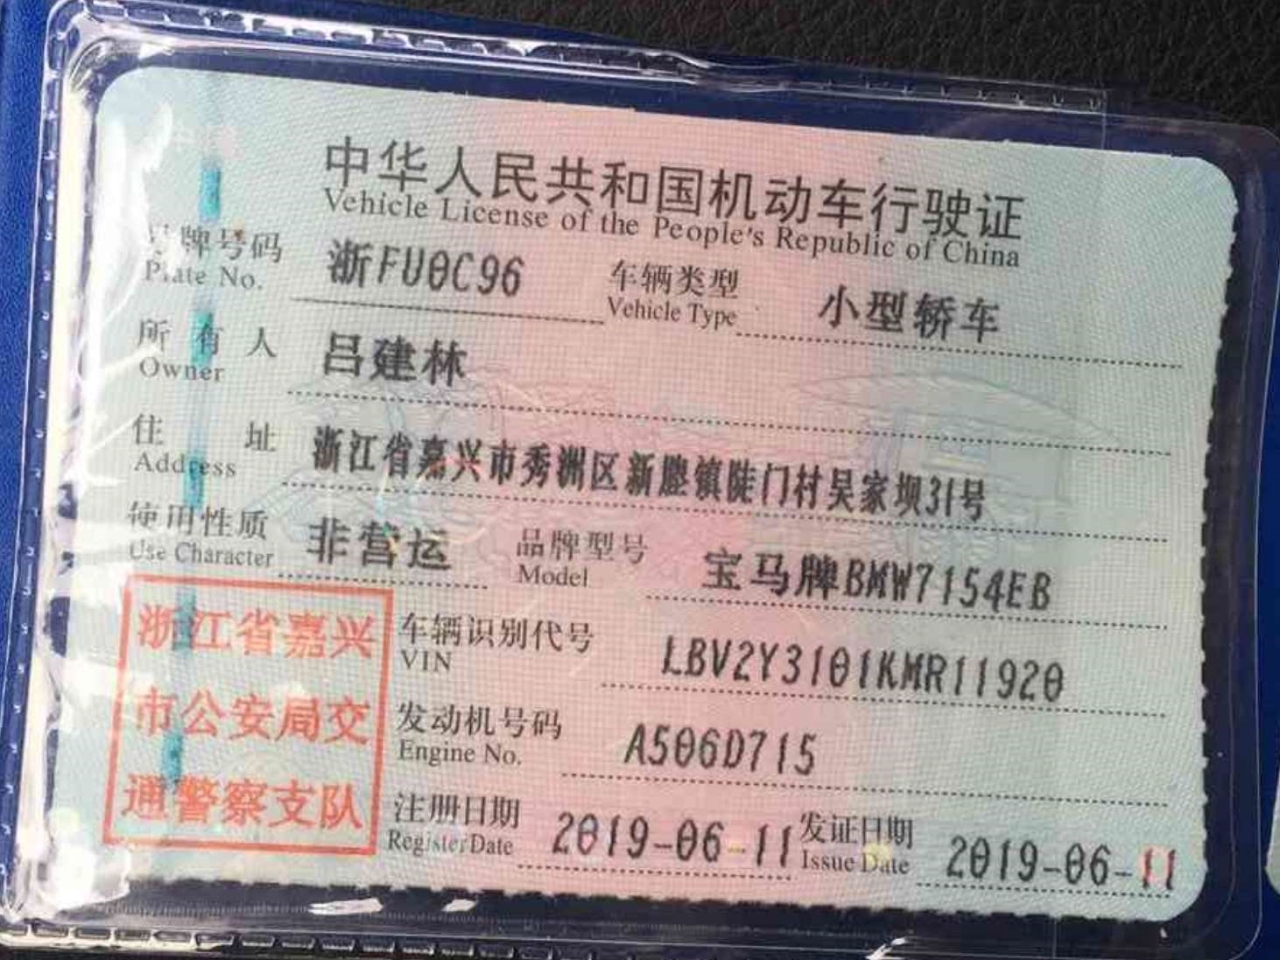 中华人民共和国机动车行驶证
Vehicle License of the People's Republic of China
号牌号码 浙FU0C96 车辆类型 小型轿车
Plate No. Vehicle Type
所有人 吕建林
Owner
住址 浙江省嘉兴市秀洲区新塍镇陡门村吴家坝31号
Address
使用性质 非营运 品牌型号 宝马牌BMW7154EB
Use Character Model
浙江省嘉兴
市公安局交
通警察支队
车辆识别代号 LBV2Y3101KMR11920
VIN
发动机号码 A506D715
Engine No.
注册日期 2019-06-11 发证日期 2019-06-11
Register Date Issue Date